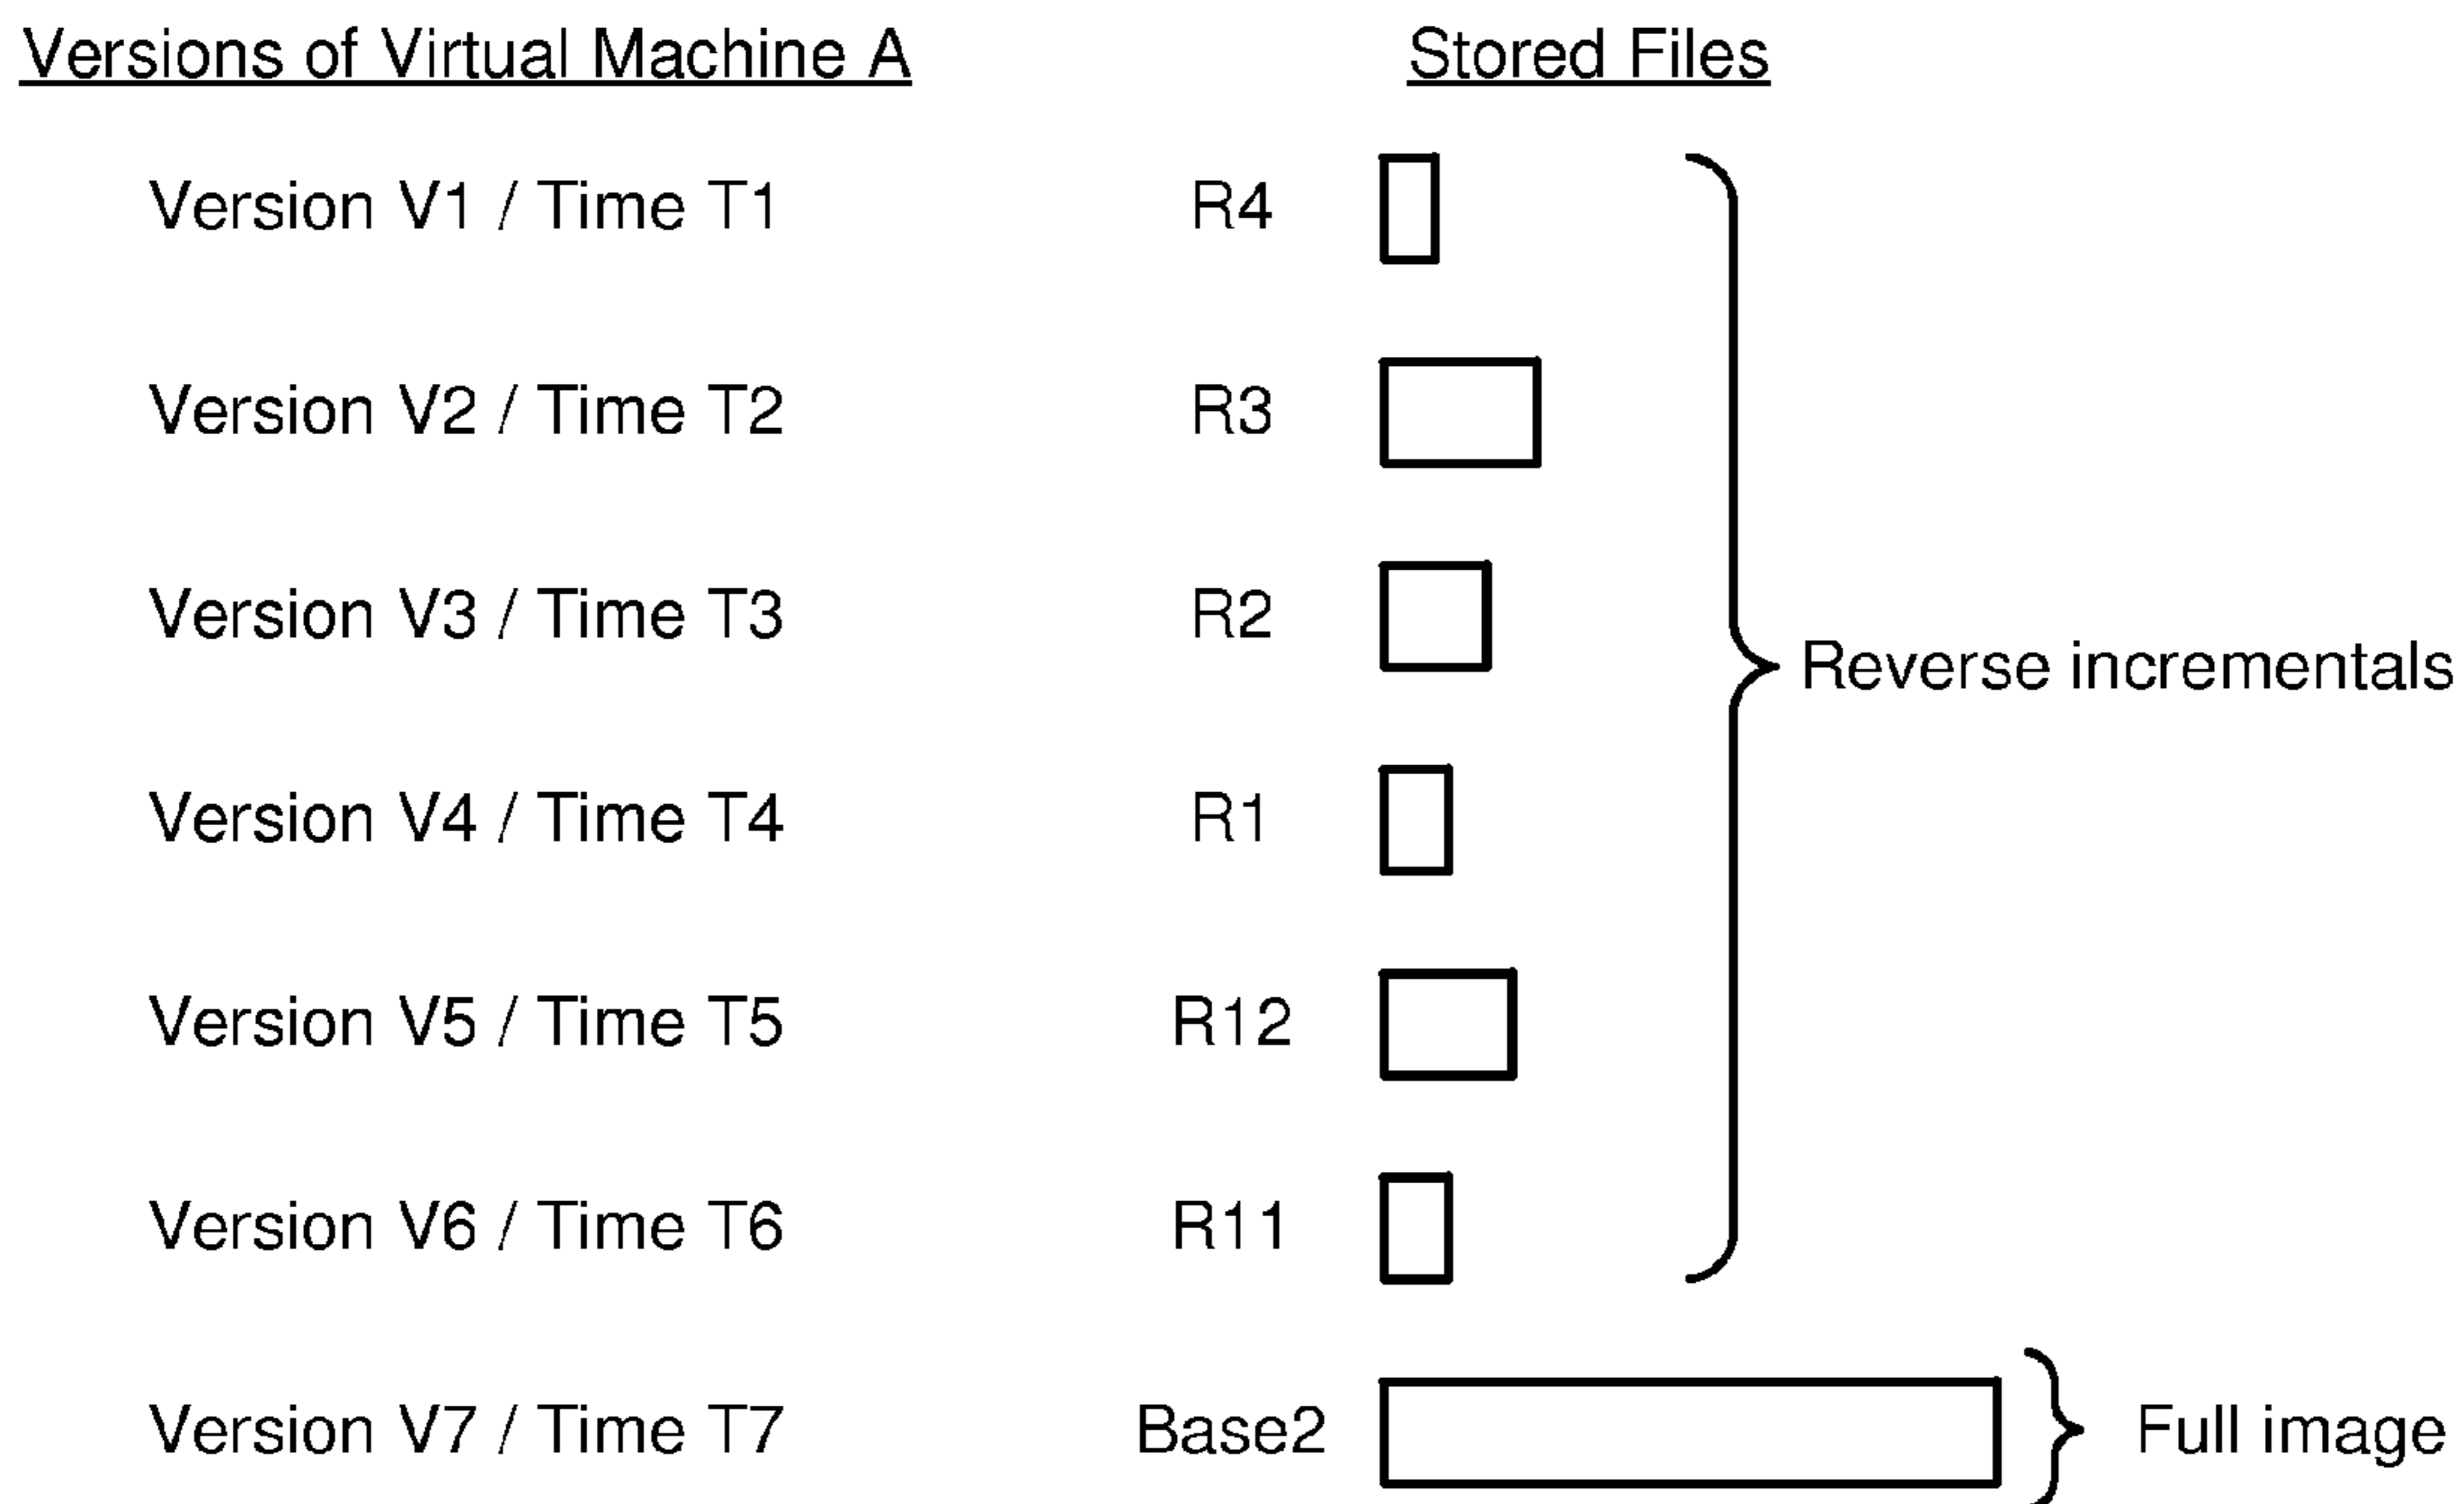 Versions of Virtual Machine A Stored Files
Version V1 / Time T1 R4
Version V2 / Time T2 R3
Version V3 / Time T3 R2
Reverse incrementals
Version V4 / Time T4 R1
Version V5 / Time T5 R12
Version V6 / Time T6 R11
Version V7 / Time T7 Base2 Full image